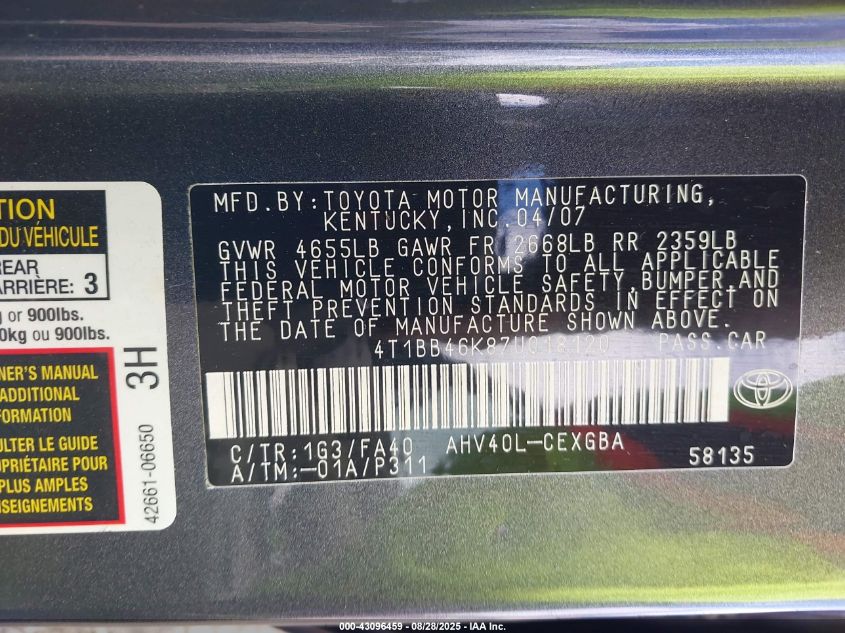 TION
DU VÉHICULE
REAR
ARRIÈRE: 3
or 900lbs.
0kg ou 900lbs.
NER'S MANUAL
ADDITIONAL
FORMATION
ULTER LE GUIDE
OPRIÉTAIRE POUR
PLUS AMPLES
SEIGNEMENTS
3H
42661-06650
MFD.BY:TOYOTA MOTOR MANUFACTURING,
KENTUCKY,INC.04/07
GVWR 4655LB GAWR FR 2668LB RR 2359LB
THIS VEHICLE CONFORMS TO ALL APPLICABLE
FEDERAL MOTOR VEHICLE SAFETY,BUMPER,AND
THEFT PREVENTION STANDARDS IN EFFECT ON
THE DATE OF MANUFACTURE SHOWN ABOVE.
4T1BB46K87U018120 PASS.CAR
C/TR:1G3/FA40 AHV40L-CEXGBA
A/TM:-01A/P311 58135
TOYOTA
000-43096459 - 08/28/2025 - IAA Inc.